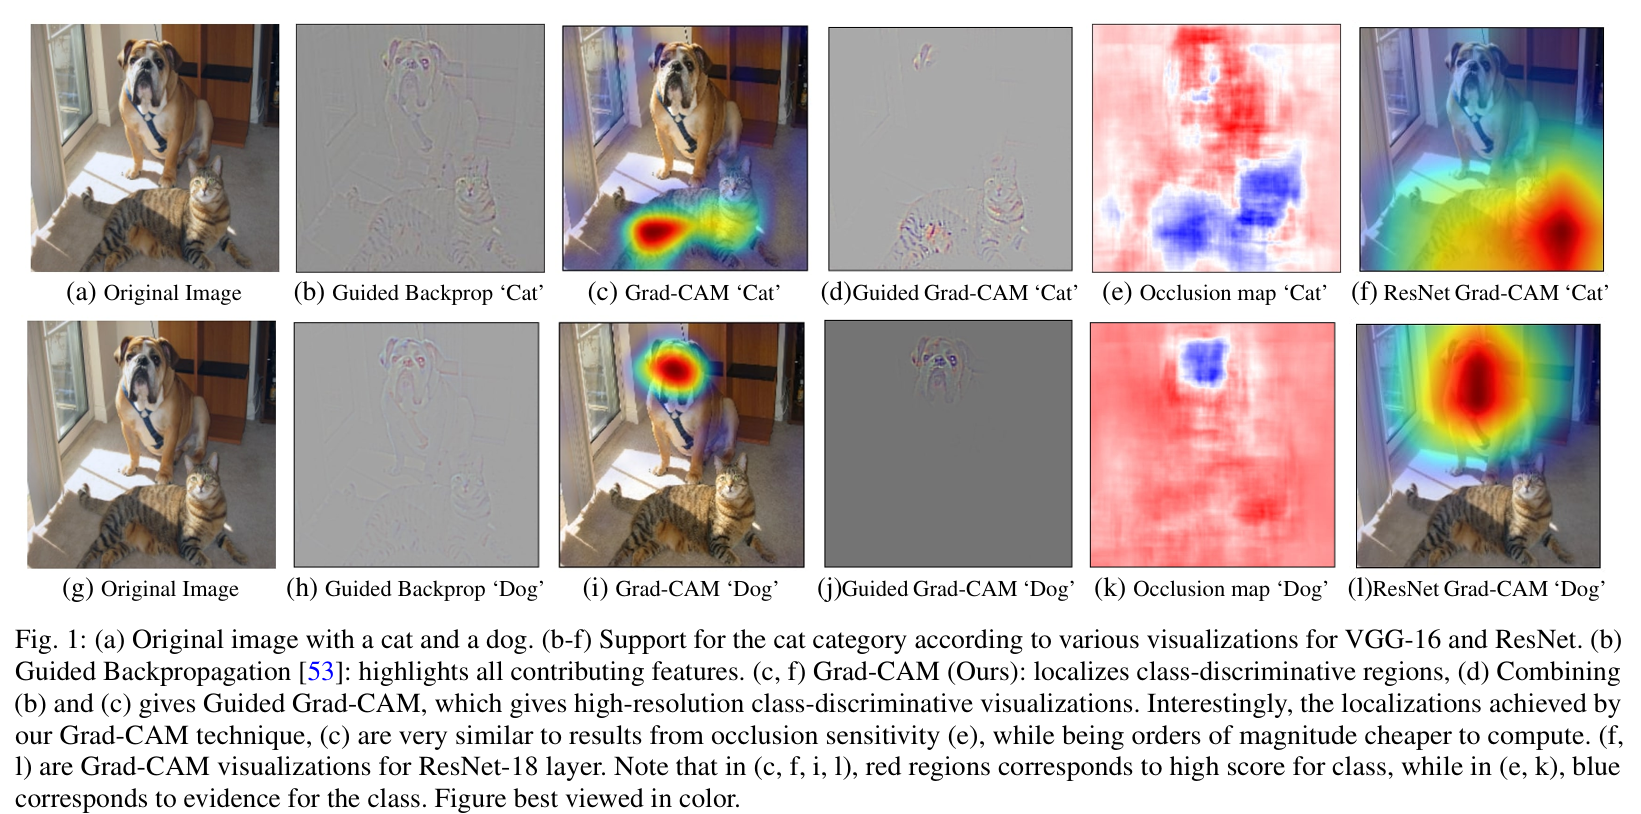 (a) Original Image (b) Guided Backprop ‘Cat’ (c) Grad-CAM ‘Cat’ (d)Guided Grad-CAM ‘Cat’ (e) Occlusion map ‘Cat’ (f) ResNet Grad-CAM ‘Cat’
(g) Original Image (h) Guided Backprop ‘Dog’ (i) Grad-CAM ‘Dog’ (j)Guided Grad-CAM ‘Dog’ (k) Occlusion map ‘Dog’ (l)ResNet Grad-CAM ‘Dog’
Fig. 1: (a) Original image with a cat and a dog. (b-f) Support for the cat category according to various visualizations for VGG-16 and ResNet. (b)
Guided Backpropagation [53]: highlights all contributing features. (c, f) Grad-CAM (Ours): localizes class-discriminative regions, (d) Combining
(b) and (c) gives Guided Grad-CAM, which gives high-resolution class-discriminative visualizations. Interestingly, the localizations achieved by
our Grad-CAM technique, (c) are very similar to results from occlusion sensitivity (e), while being orders of magnitude cheaper to compute. (f,
l) are Grad-CAM visualizations for ResNet-18 layer. Note that in (c, f, i, l), red regions corresponds to high score for class, while in (e, k), blue
corresponds to evidence for the class. Figure best viewed in color.